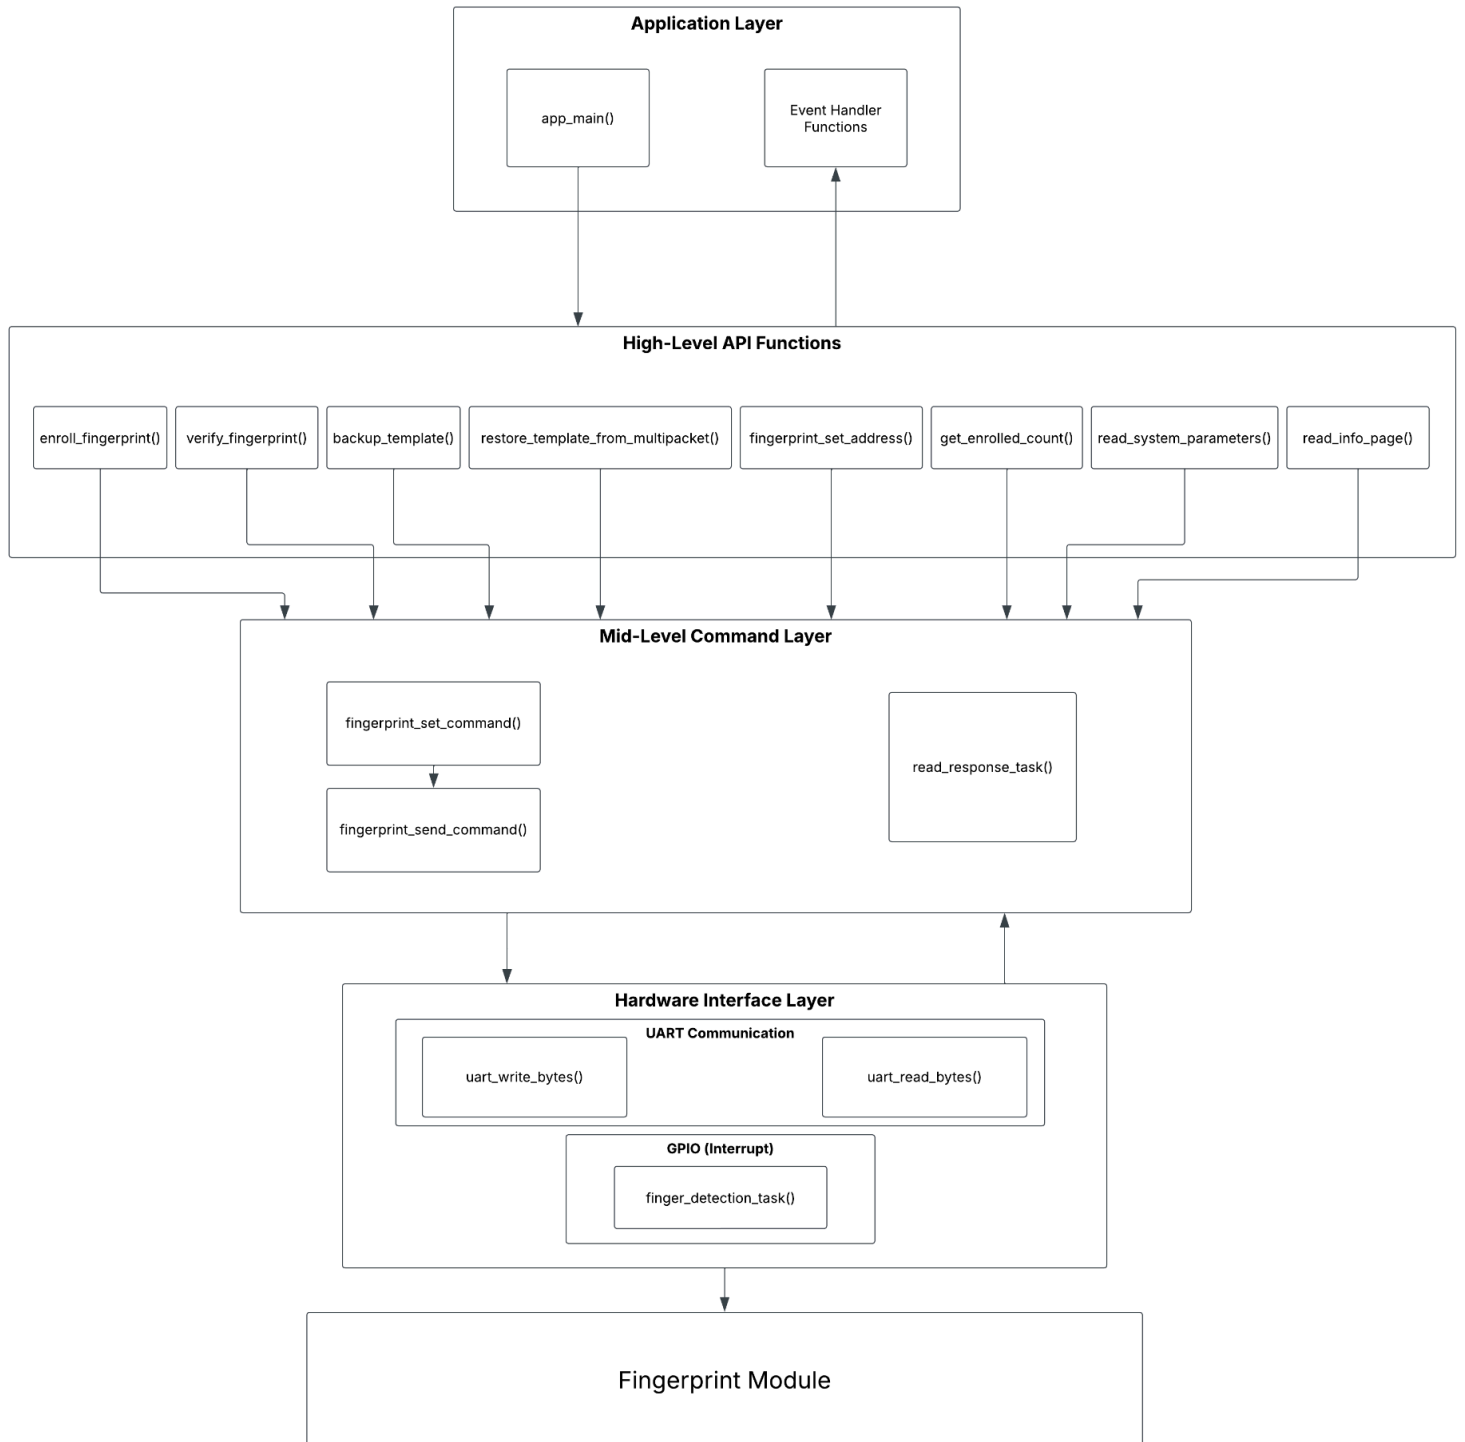 Application Layer
app_main()
Event Handler
Functions
High-Level API Functions
enroll_fingerprint()
verify_fingerprint()
backup_template()
restore_template_from_multipacket()
fingerprint_set_address()
get_enrolled_count()
read_system_parameters()
read_info_page()
Mid-Level Command Layer
fingerprint_set_command()
read_response_task()
fingerprint_send_command()
Hardware Interface Layer
UART Communication
uart_write_bytes()
uart_read_bytes()
GPIO (Interrupt)
finger_detection_task()
Fingerprint Module